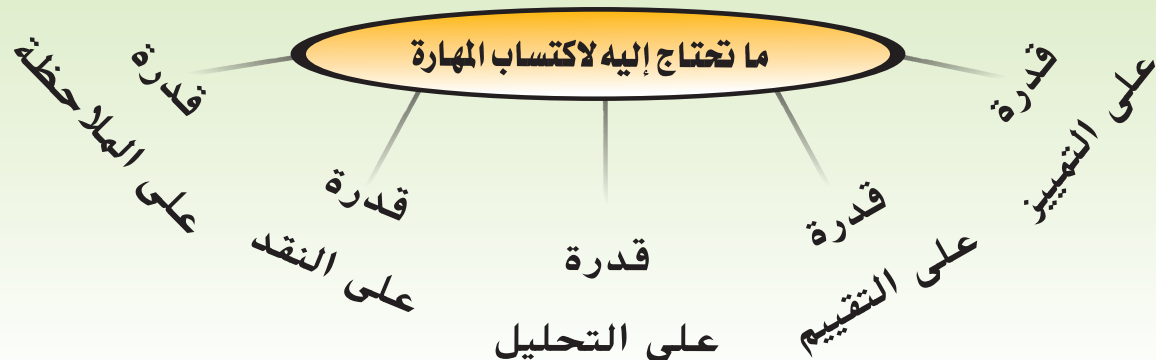 ما تحتاج إليه لاكتساب المهارة
قدرة
على التمييز
قدرة
على التقييم
قدرة
على التحليل
قدرة
على النقد
قدرة
على الملاحظة